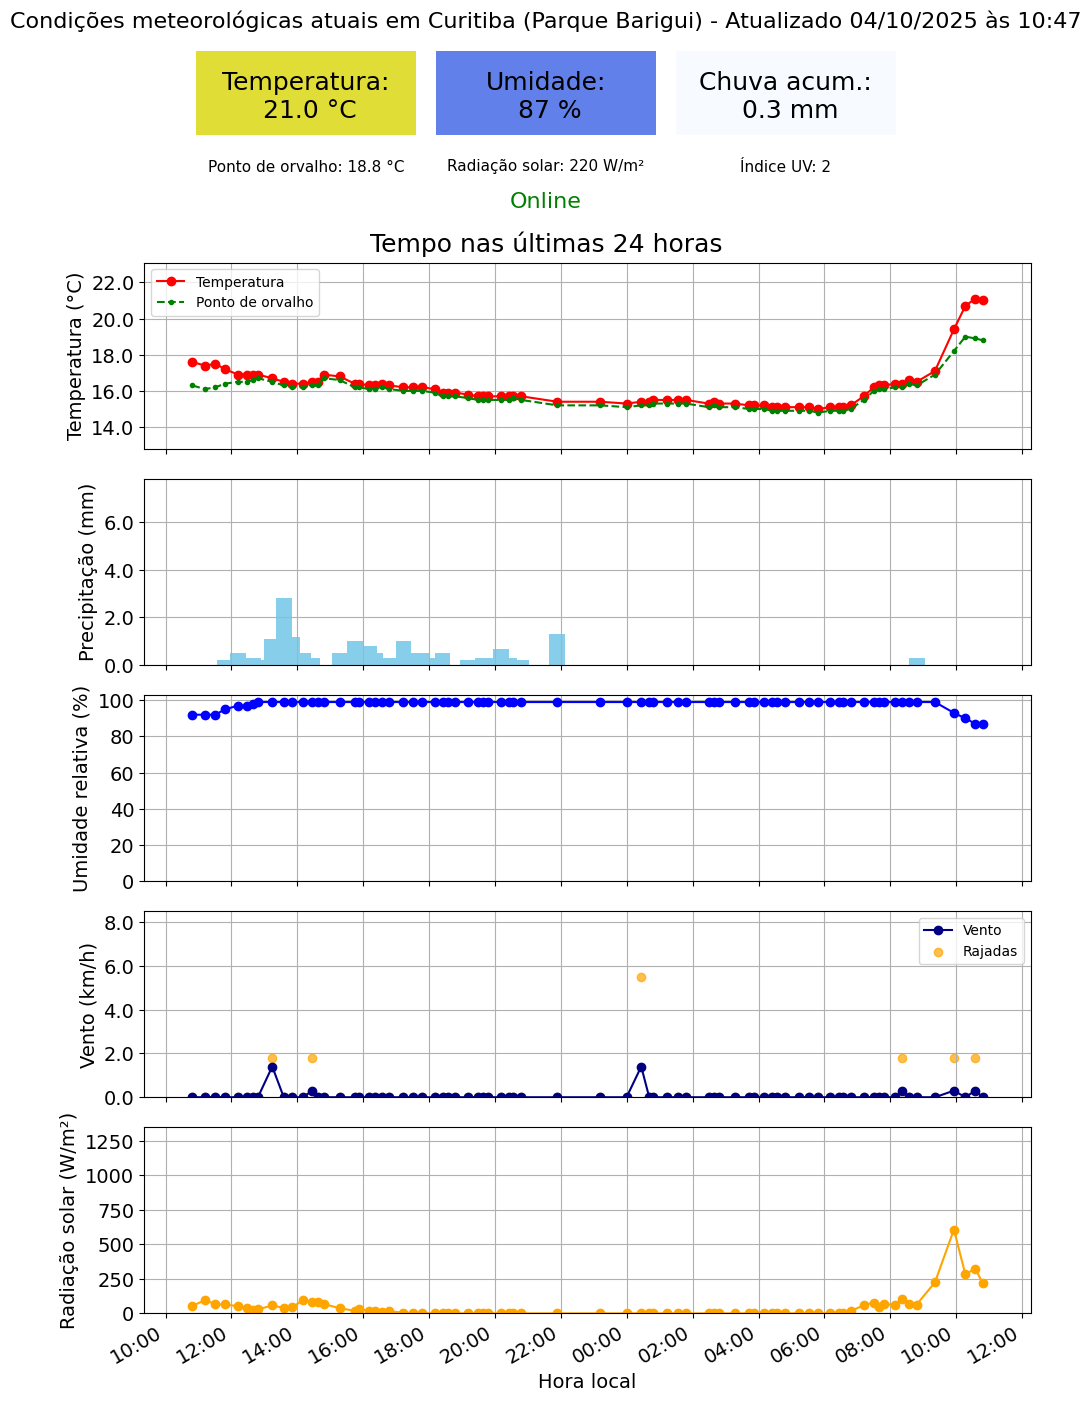 Condições meteorológicas atuais em Curitiba (Parque Barigui) - Atualizado 04/10/2025 às 10:47
Temperatura:
21.0 °C
Umidade:
87 %
Chuva acum.:
0.3 mm
Ponto de orvalho: 18.8 °C
Radiação solar: 220 W/m²
Índice UV: 2
Online
Tempo nas últimas 24 horas
Temperatura (°C)
22.0
20.0
18.0
16.0
14.0
Temperatura
Ponto de orvalho
Precipitação (mm)
6.0
4.0
2.0
0.0
Umidade relativa (%)
100
80
60
40
20
0
Vento (km/h)
8.0
6.0
4.0
2.0
0.0
Vento
Rajadas
Radiação solar (W/m²)
1250
1000
750
500
250
0
10:00 12:00 14:00 16:00 18:00 20:00 22:00 00:00 02:00 04:00 06:00 08:00 10:00 12:00
Hora local